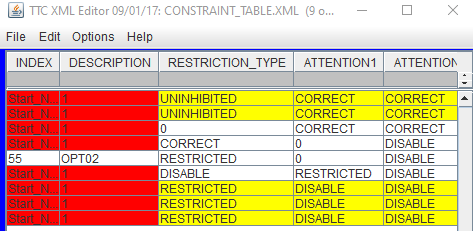 TTC XML Editor 09/01/17: CONSTRAINT_TABLE.XML (9 o...
File Edit Options Help
INDEX DESCRIPTION RESTRICTION_TYPE ATTENTION1 ATTENTION
Start_N... 1 UNINHIBITED CORRECT CORRECT
Start_N... 1 UNINHIBITED CORRECT CORRECT
Start_N... 1 0 CORRECT CORRECT
Start_N... 1 CORRECT 0 DISABLE
55 OPT02 RESTRICTED 0 DISABLE
Start_N... 1 DISABLE RESTRICTED DISABLE
Start_N... 1 RESTRICTED DISABLE DISABLE
Start_N... 1 RESTRICTED DISABLE DISABLE
Start_N... 1 RESTRICTED DISABLE DISABLE